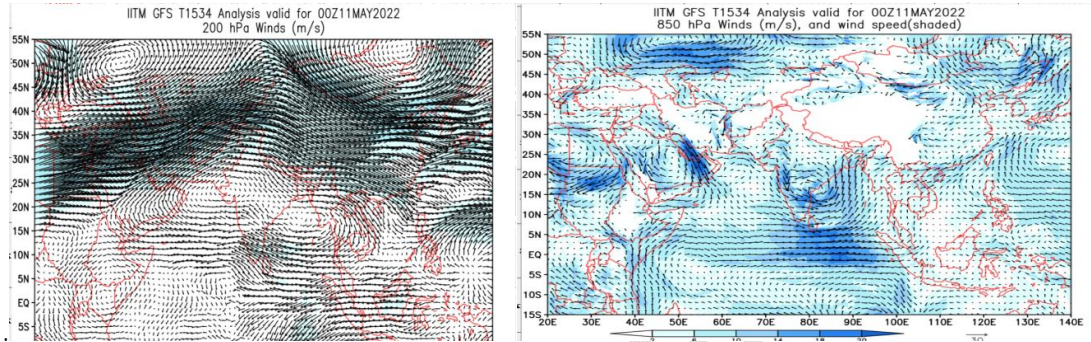 IITM GFS T1534 Analysis valid for 00Z11MAY2022
200 hPa Winds (m/s)
55N
50N
45N
40N
35N
30N
25N
20N
15N
10N
5N
EQ
5S
IITM GFS T1534 Analysis valid for 00Z11MAY2022
850 hPa Winds (m/s), and wind speed(shaded)
55N
50N
45N
40N
35N
30N
25N
20N
15N
10N
5N
EQ
5S
10S
15S
20E 30E 40E 50E 60E 70E 80E 90E 100E 110E 120E 130E 140E
2 6 10 14 18 20
30